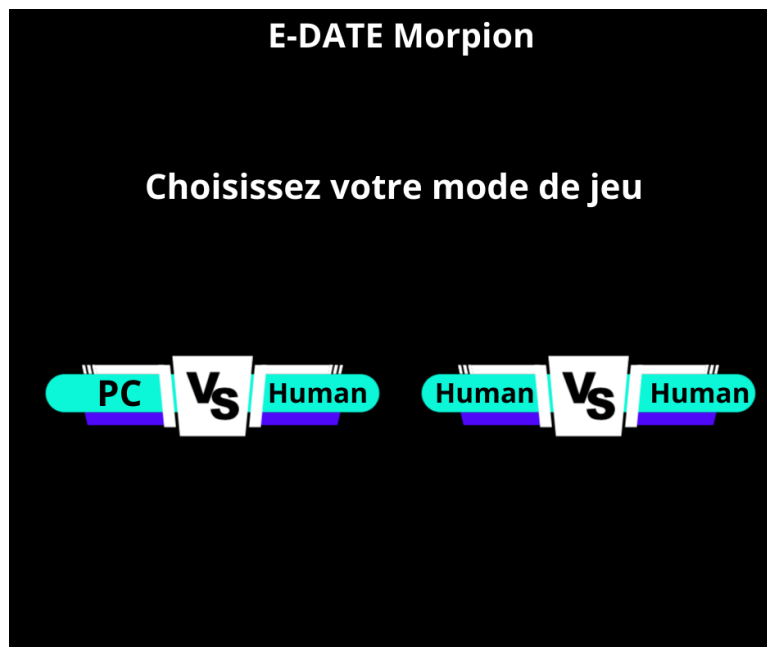 E-DATE Morpion
Choisissez votre mode de jeu
PC VS Human
Human VS Human